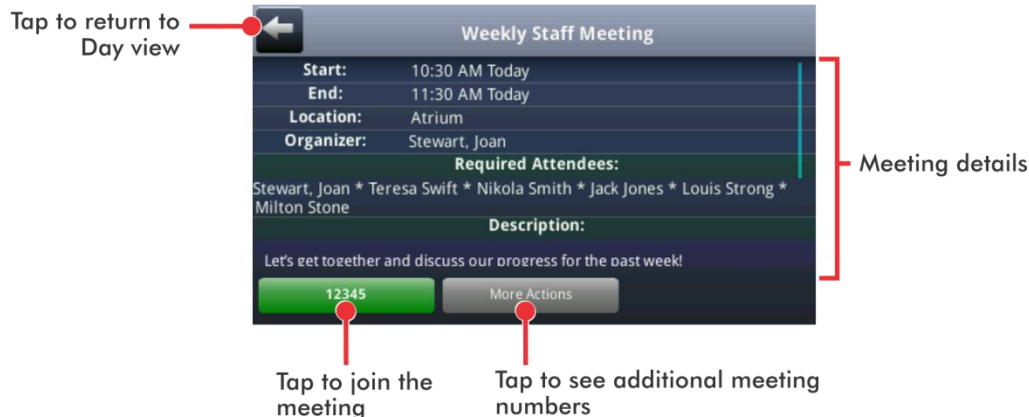 Tap to return to
Day view
Weekly Staff Meeting
Start: 10:30 AM Today
End: 11:30 AM Today
Location: Atrium
Organizer: Stewart, Joan
Required Attendees:
Stewart, Joan * Teresa Swift * Nikola Smith * Jack Jones * Louis Strong *
Milton Stone
Description:
Let's get together and discuss our progress for the past week!
Meeting details
12345 More Actions
Tap to join the
meeting
Tap to see additional meeting
numbers